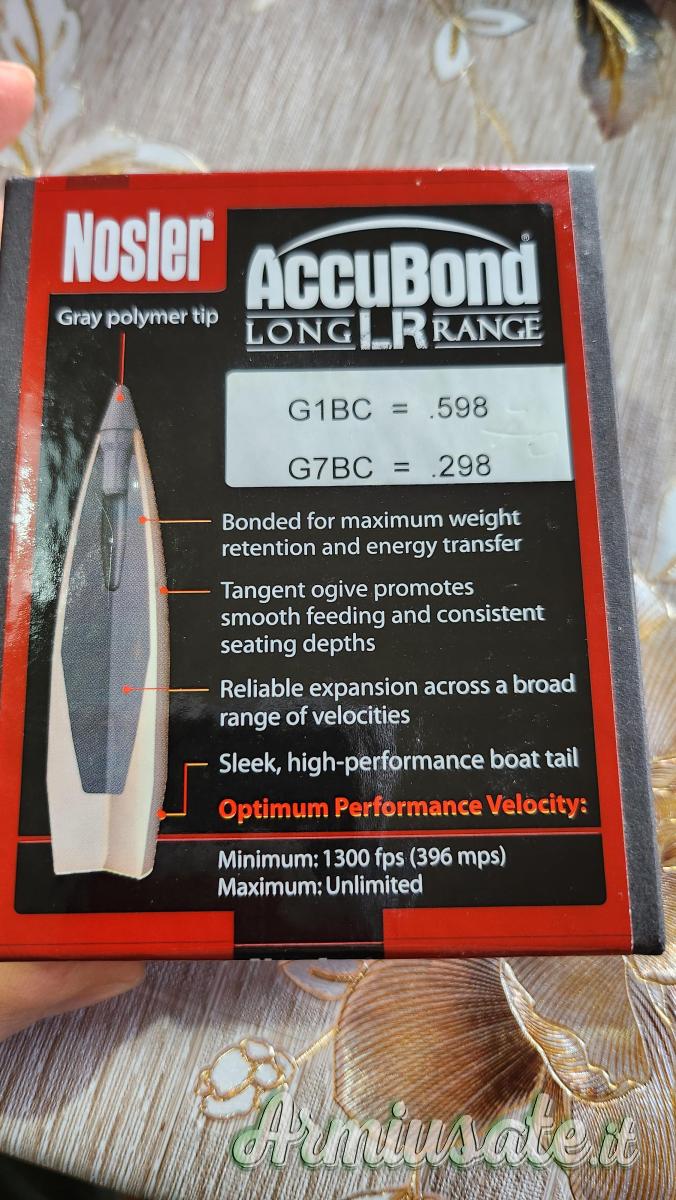 Nosler®
Gray polymer tip
AccuBond®
LONG LR RANGE
G1BC = .598
G7BC = .298
Bonded for maximum weight
retention and energy transfer
Tangent ogive promotes
smooth feeding and consistent
seating depths
Reliable expansion across a broad
range of velocities
Sleek, high-performance boat tail
Optimum Performance Velocity:
Minimum: 1300 fps (396 mps)
Maximum: Unlimited
Armiusate.it